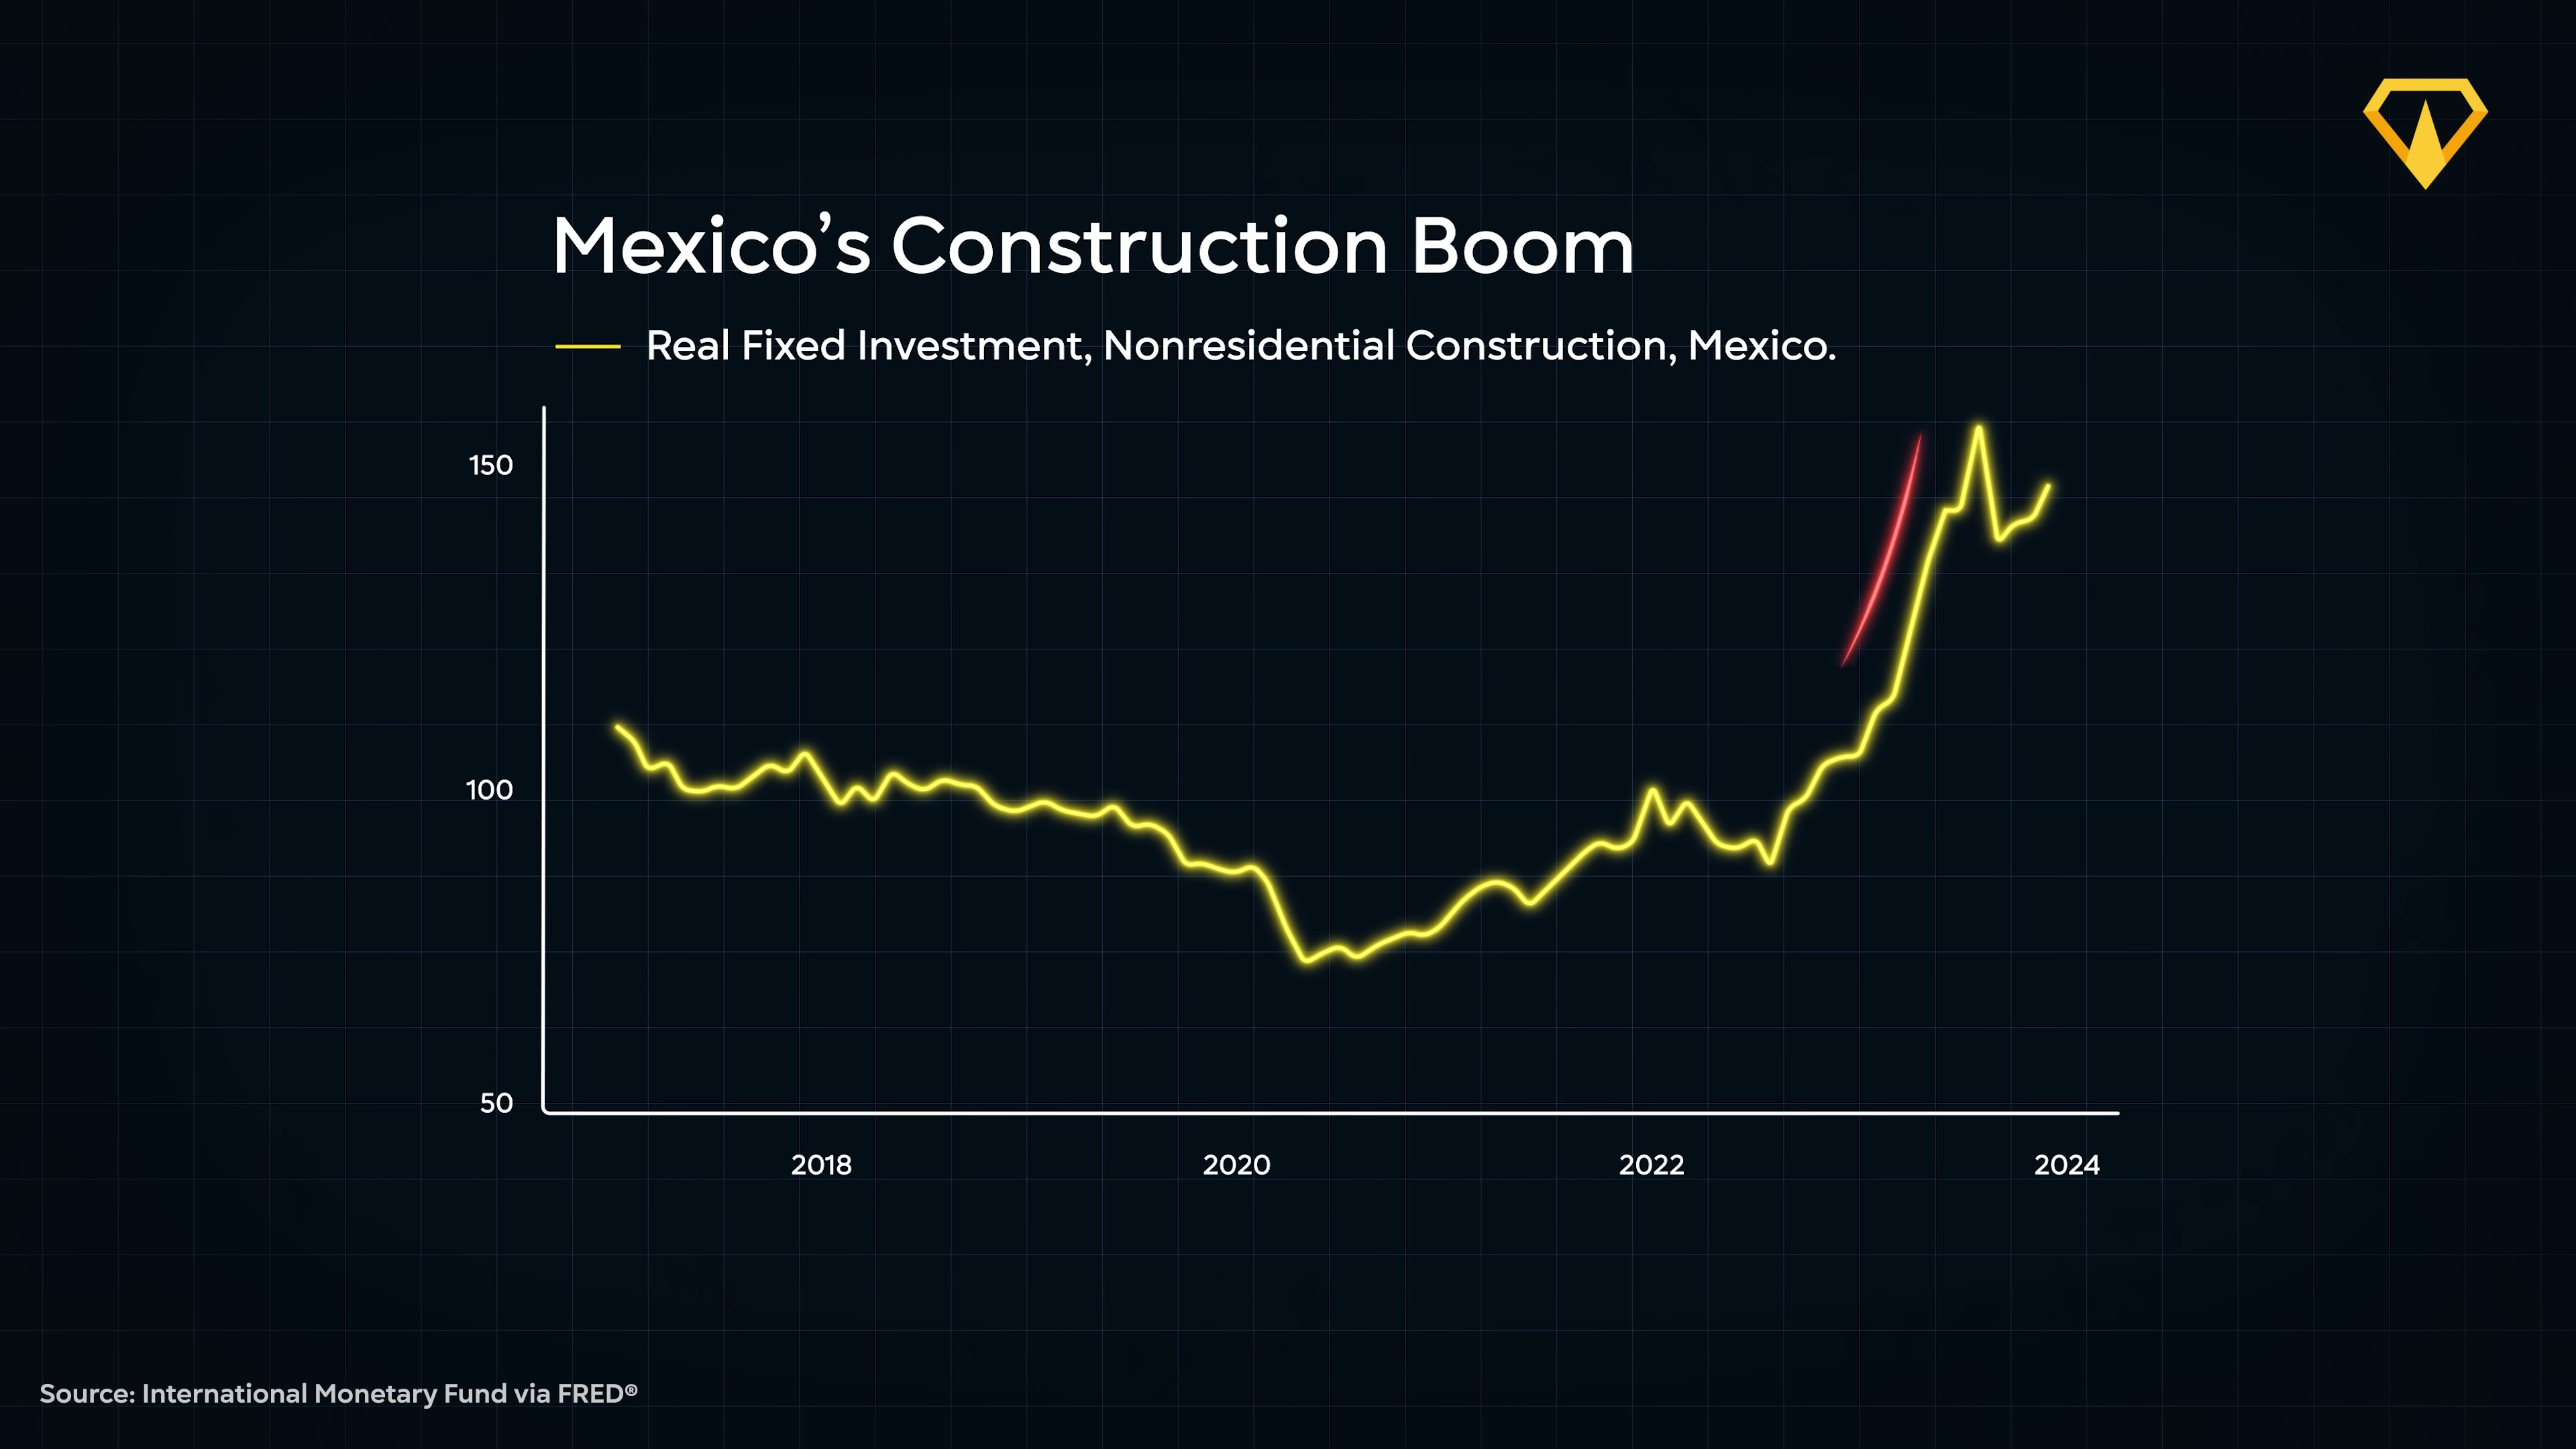 Mexico’s Construction Boom
Real Fixed Investment, Nonresidential Construction, Mexico.
150
100
50
2018 2020 2022 2024
Source: International Monetary Fund via FRED®